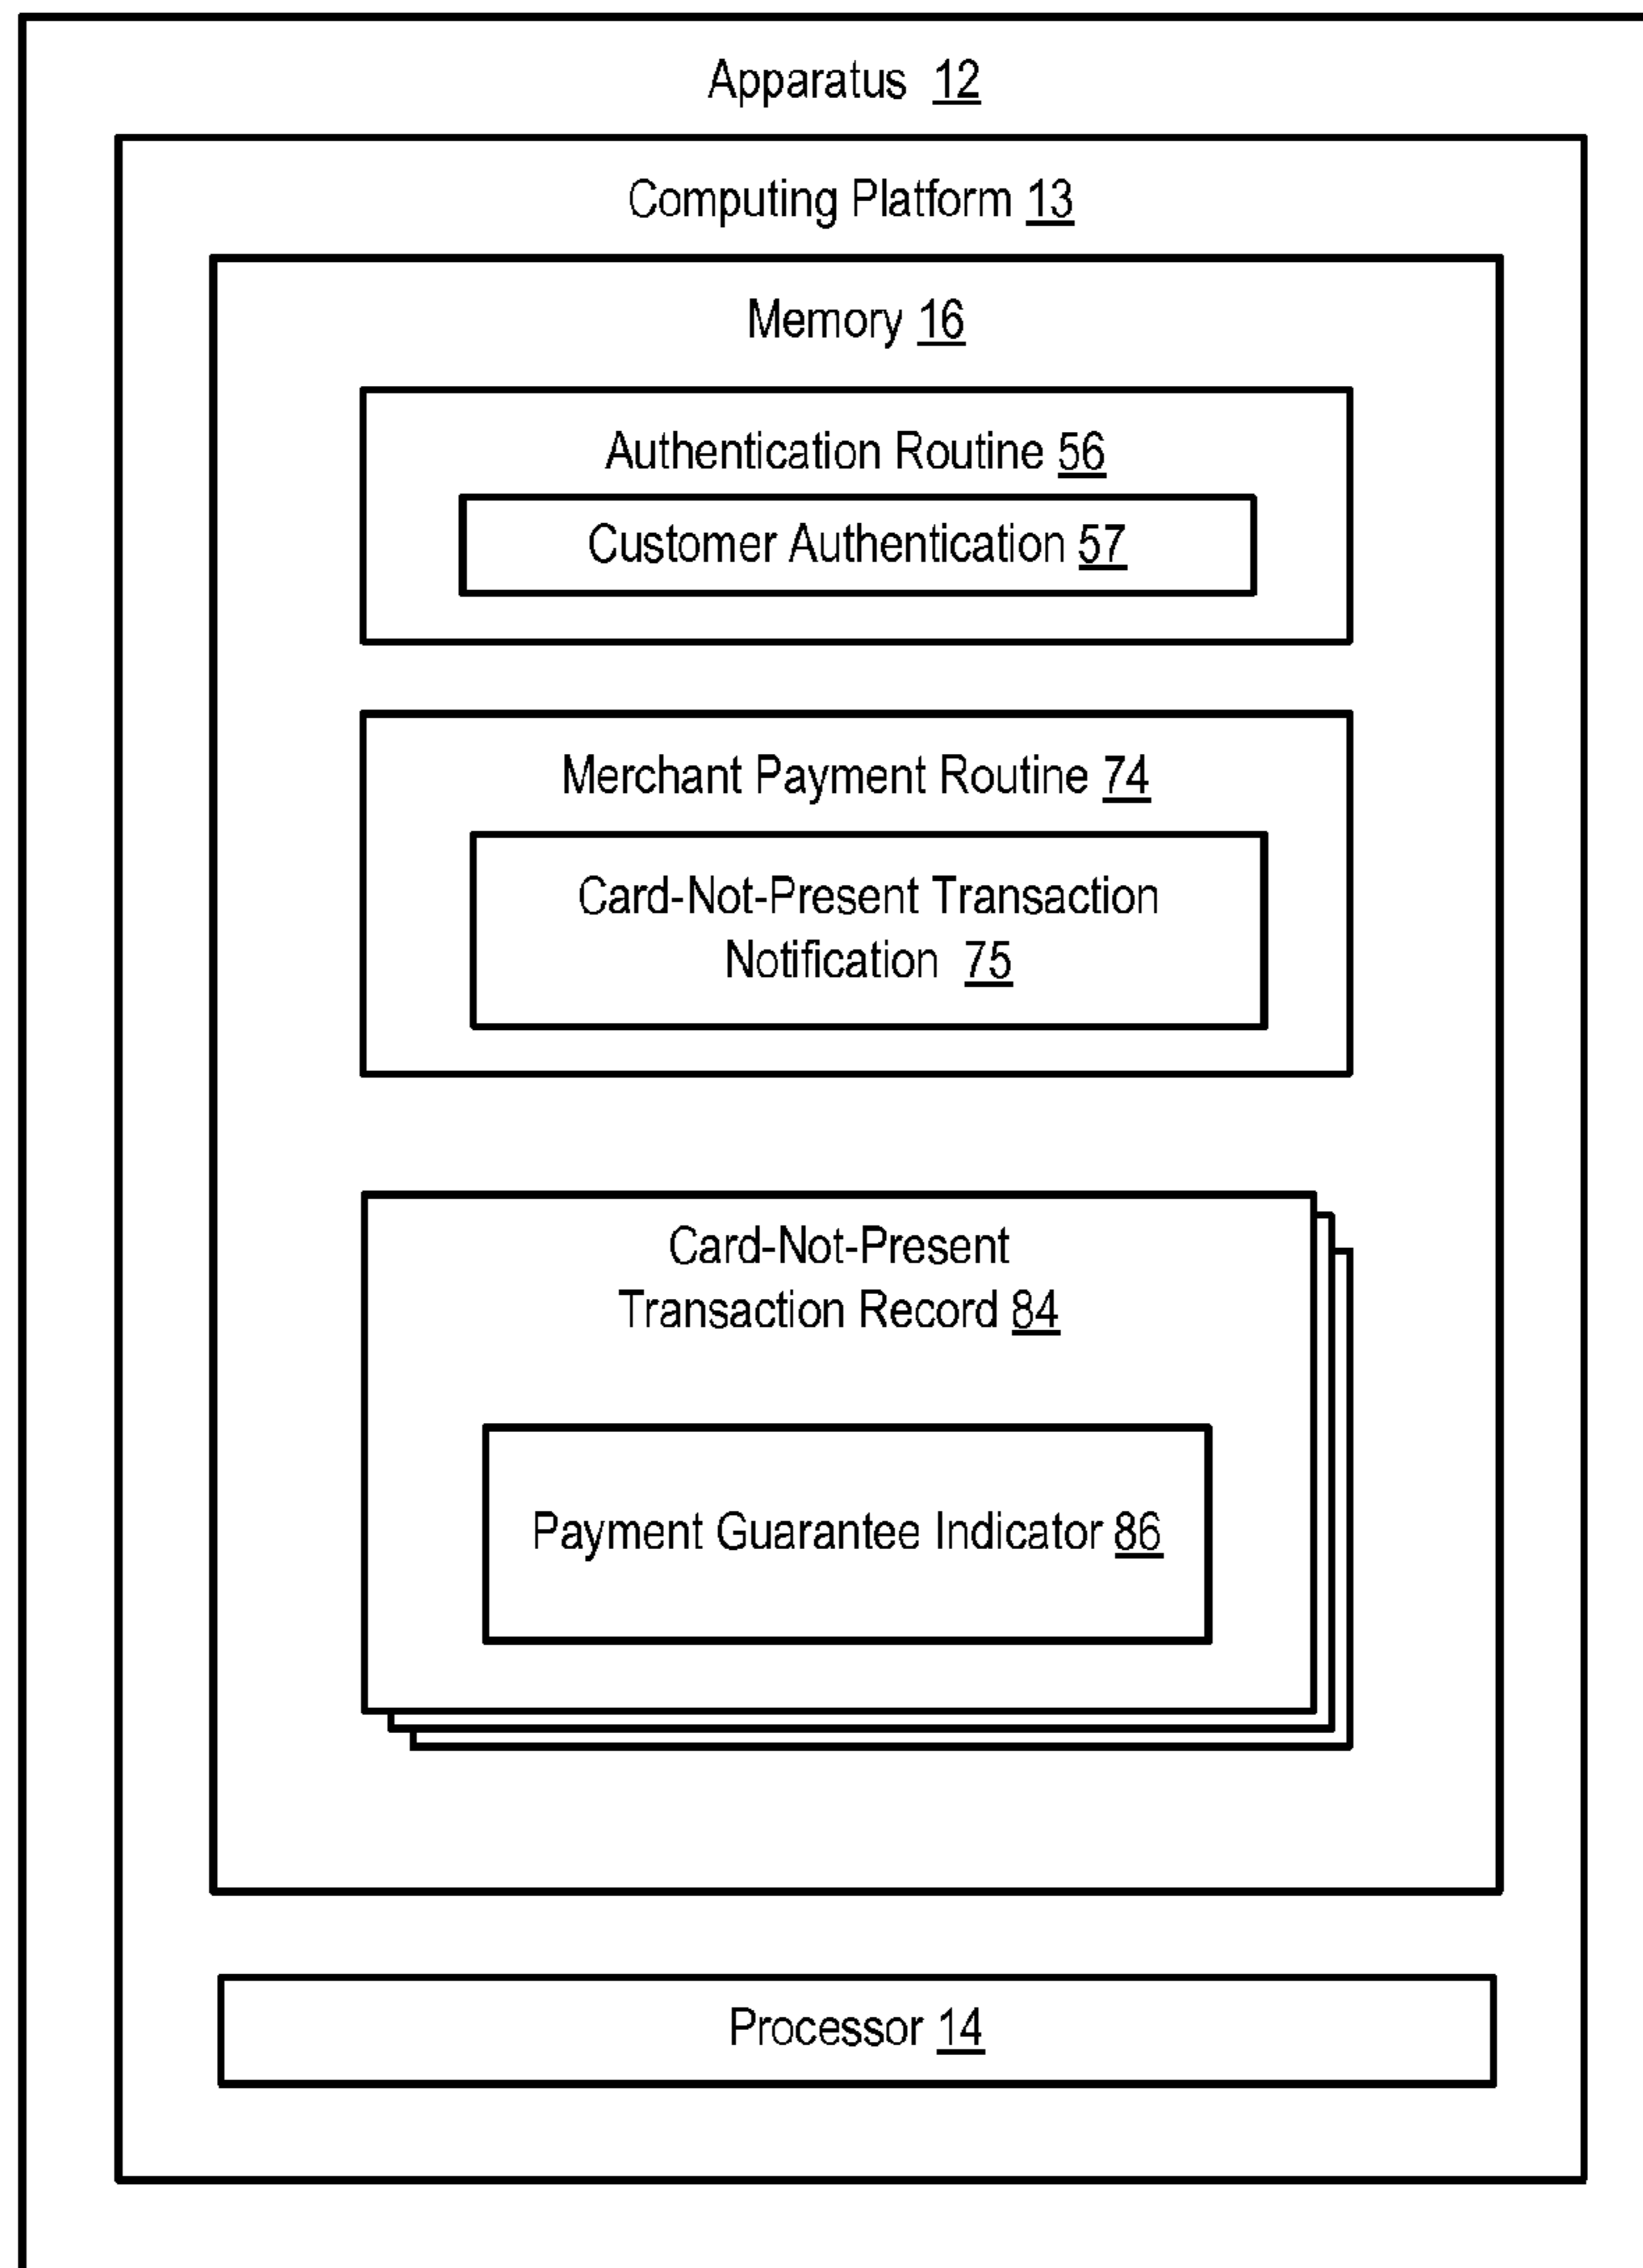 Apparatus 12
Computing Platform 13
Memory 16
Authentication Routine 56
Customer Authentication 57
Merchant Payment Routine 74
Card-Not-Present Transaction
Notification 75
Card-Not-Present
Transaction Record 84
Payment Guarantee Indicator 86
Processor 14